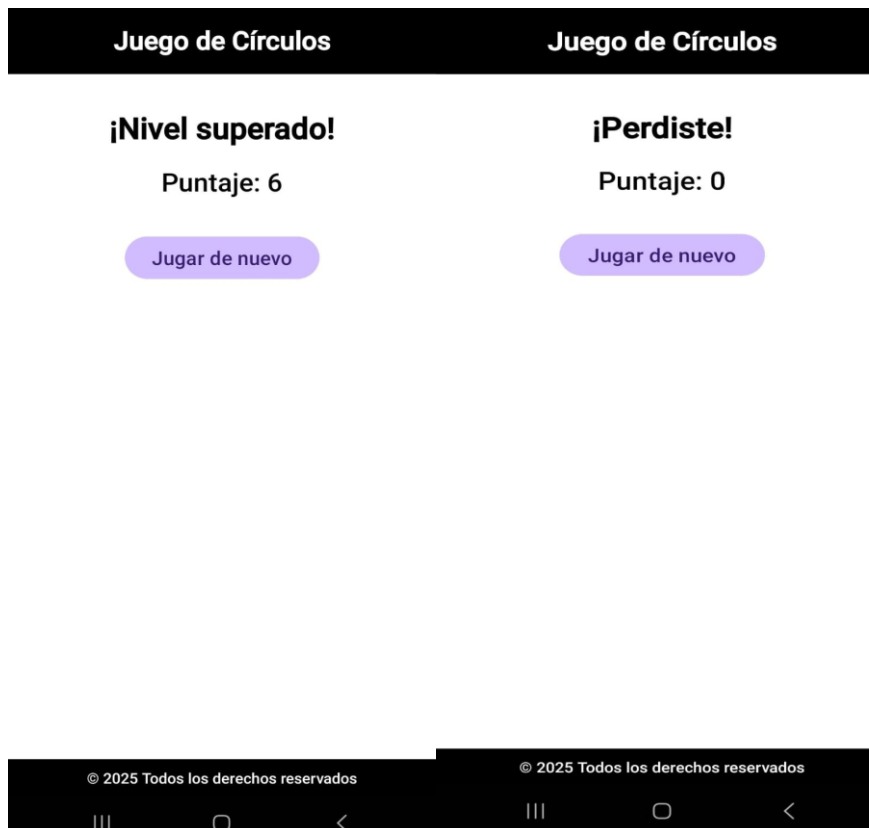 Juego de Círculos
¡Nivel superado!
Puntaje: 6
Jugar de nuevo
© 2025 Todos los derechos reservados
Juego de Círculos
¡Perdiste!
Puntaje: 0
Jugar de nuevo
© 2025 Todos los derechos reservados